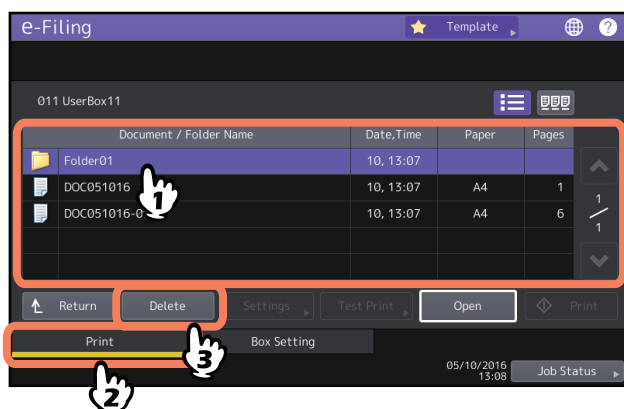 e-Filing Template ?
011 UserBox11
Document / Folder Name Date,Time Paper Pages
Folder01 10, 13:07
1
DOC051016 10, 13:07 A4 1
DOC051016-0 10, 13:07 A4 6
1
1
Return Delete Settings Test Print Open Print
Print Box Setting
3
05/10/2016
13:08 Job Status
2